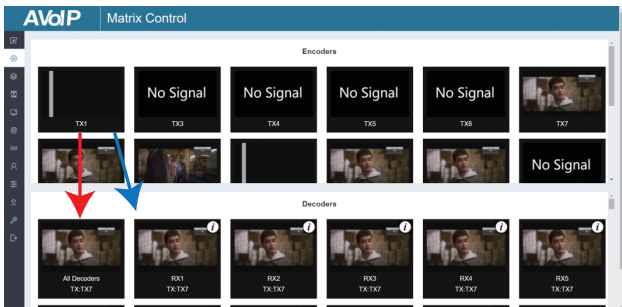 AVoIP Matrix Control
Encoders
No Signal No Signal No Signal No Signal
TX1 TX3 TX4 TX5 TX6 TX7
No Signal
Decoders
i i i i i
All Decoders RX1 RX2 RX3 RX4 RX5
TX:TX7 TX:TX7 TX:TX7 TX:TX7 TX:TX7 TX:TX7